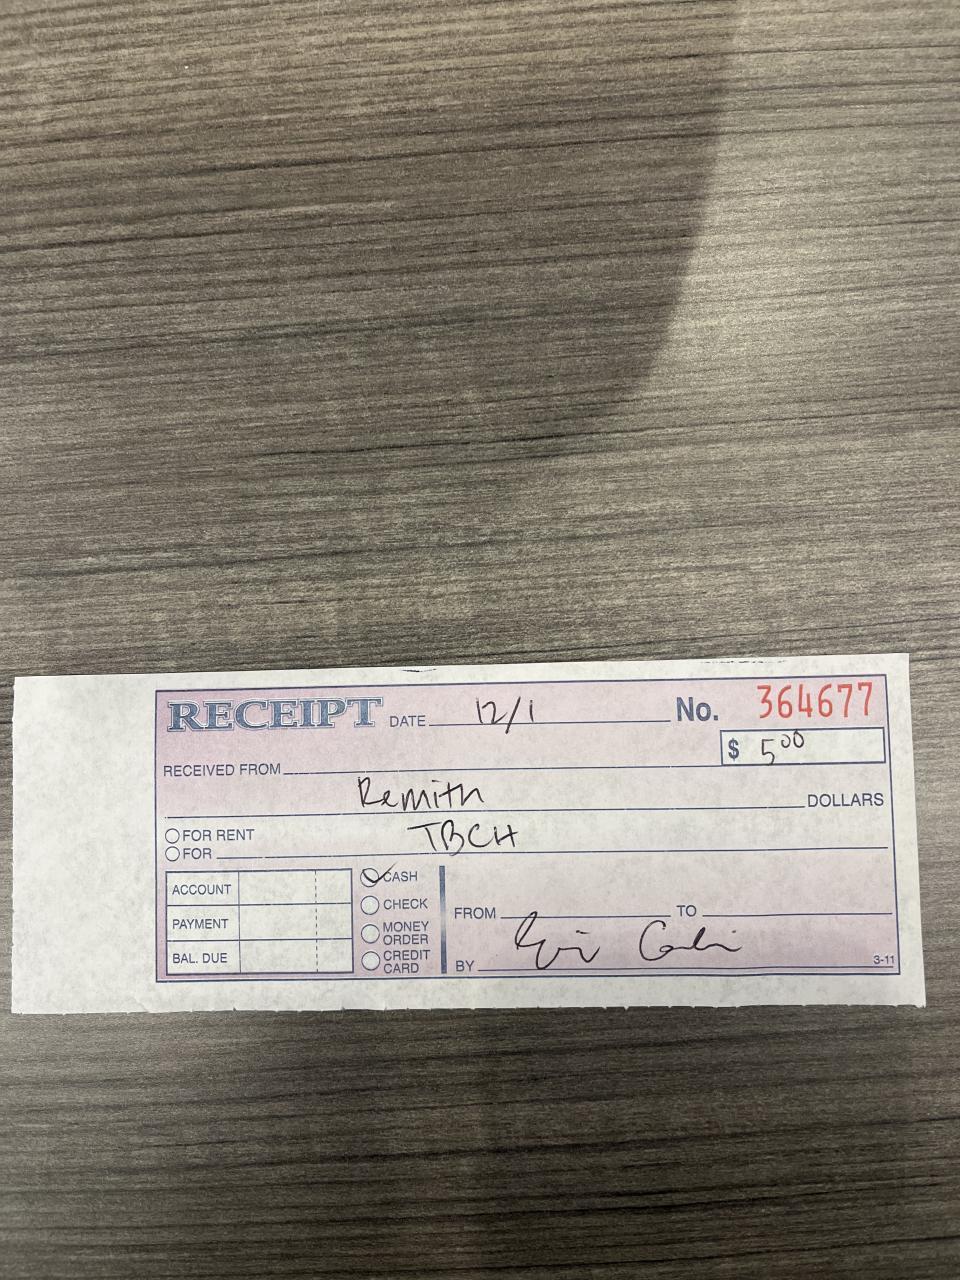 RECEIPT DATE 12/1 No. 364677
$ 5.00
RECEIVED FROM
Remith DOLLARS
FOR RENT TBCH
FOR
ACCOUNT
PAYMENT
BAL. DUE
CASH
CHECK
MONEY ORDER
CREDIT CARD
FROM TO
BY
3-11